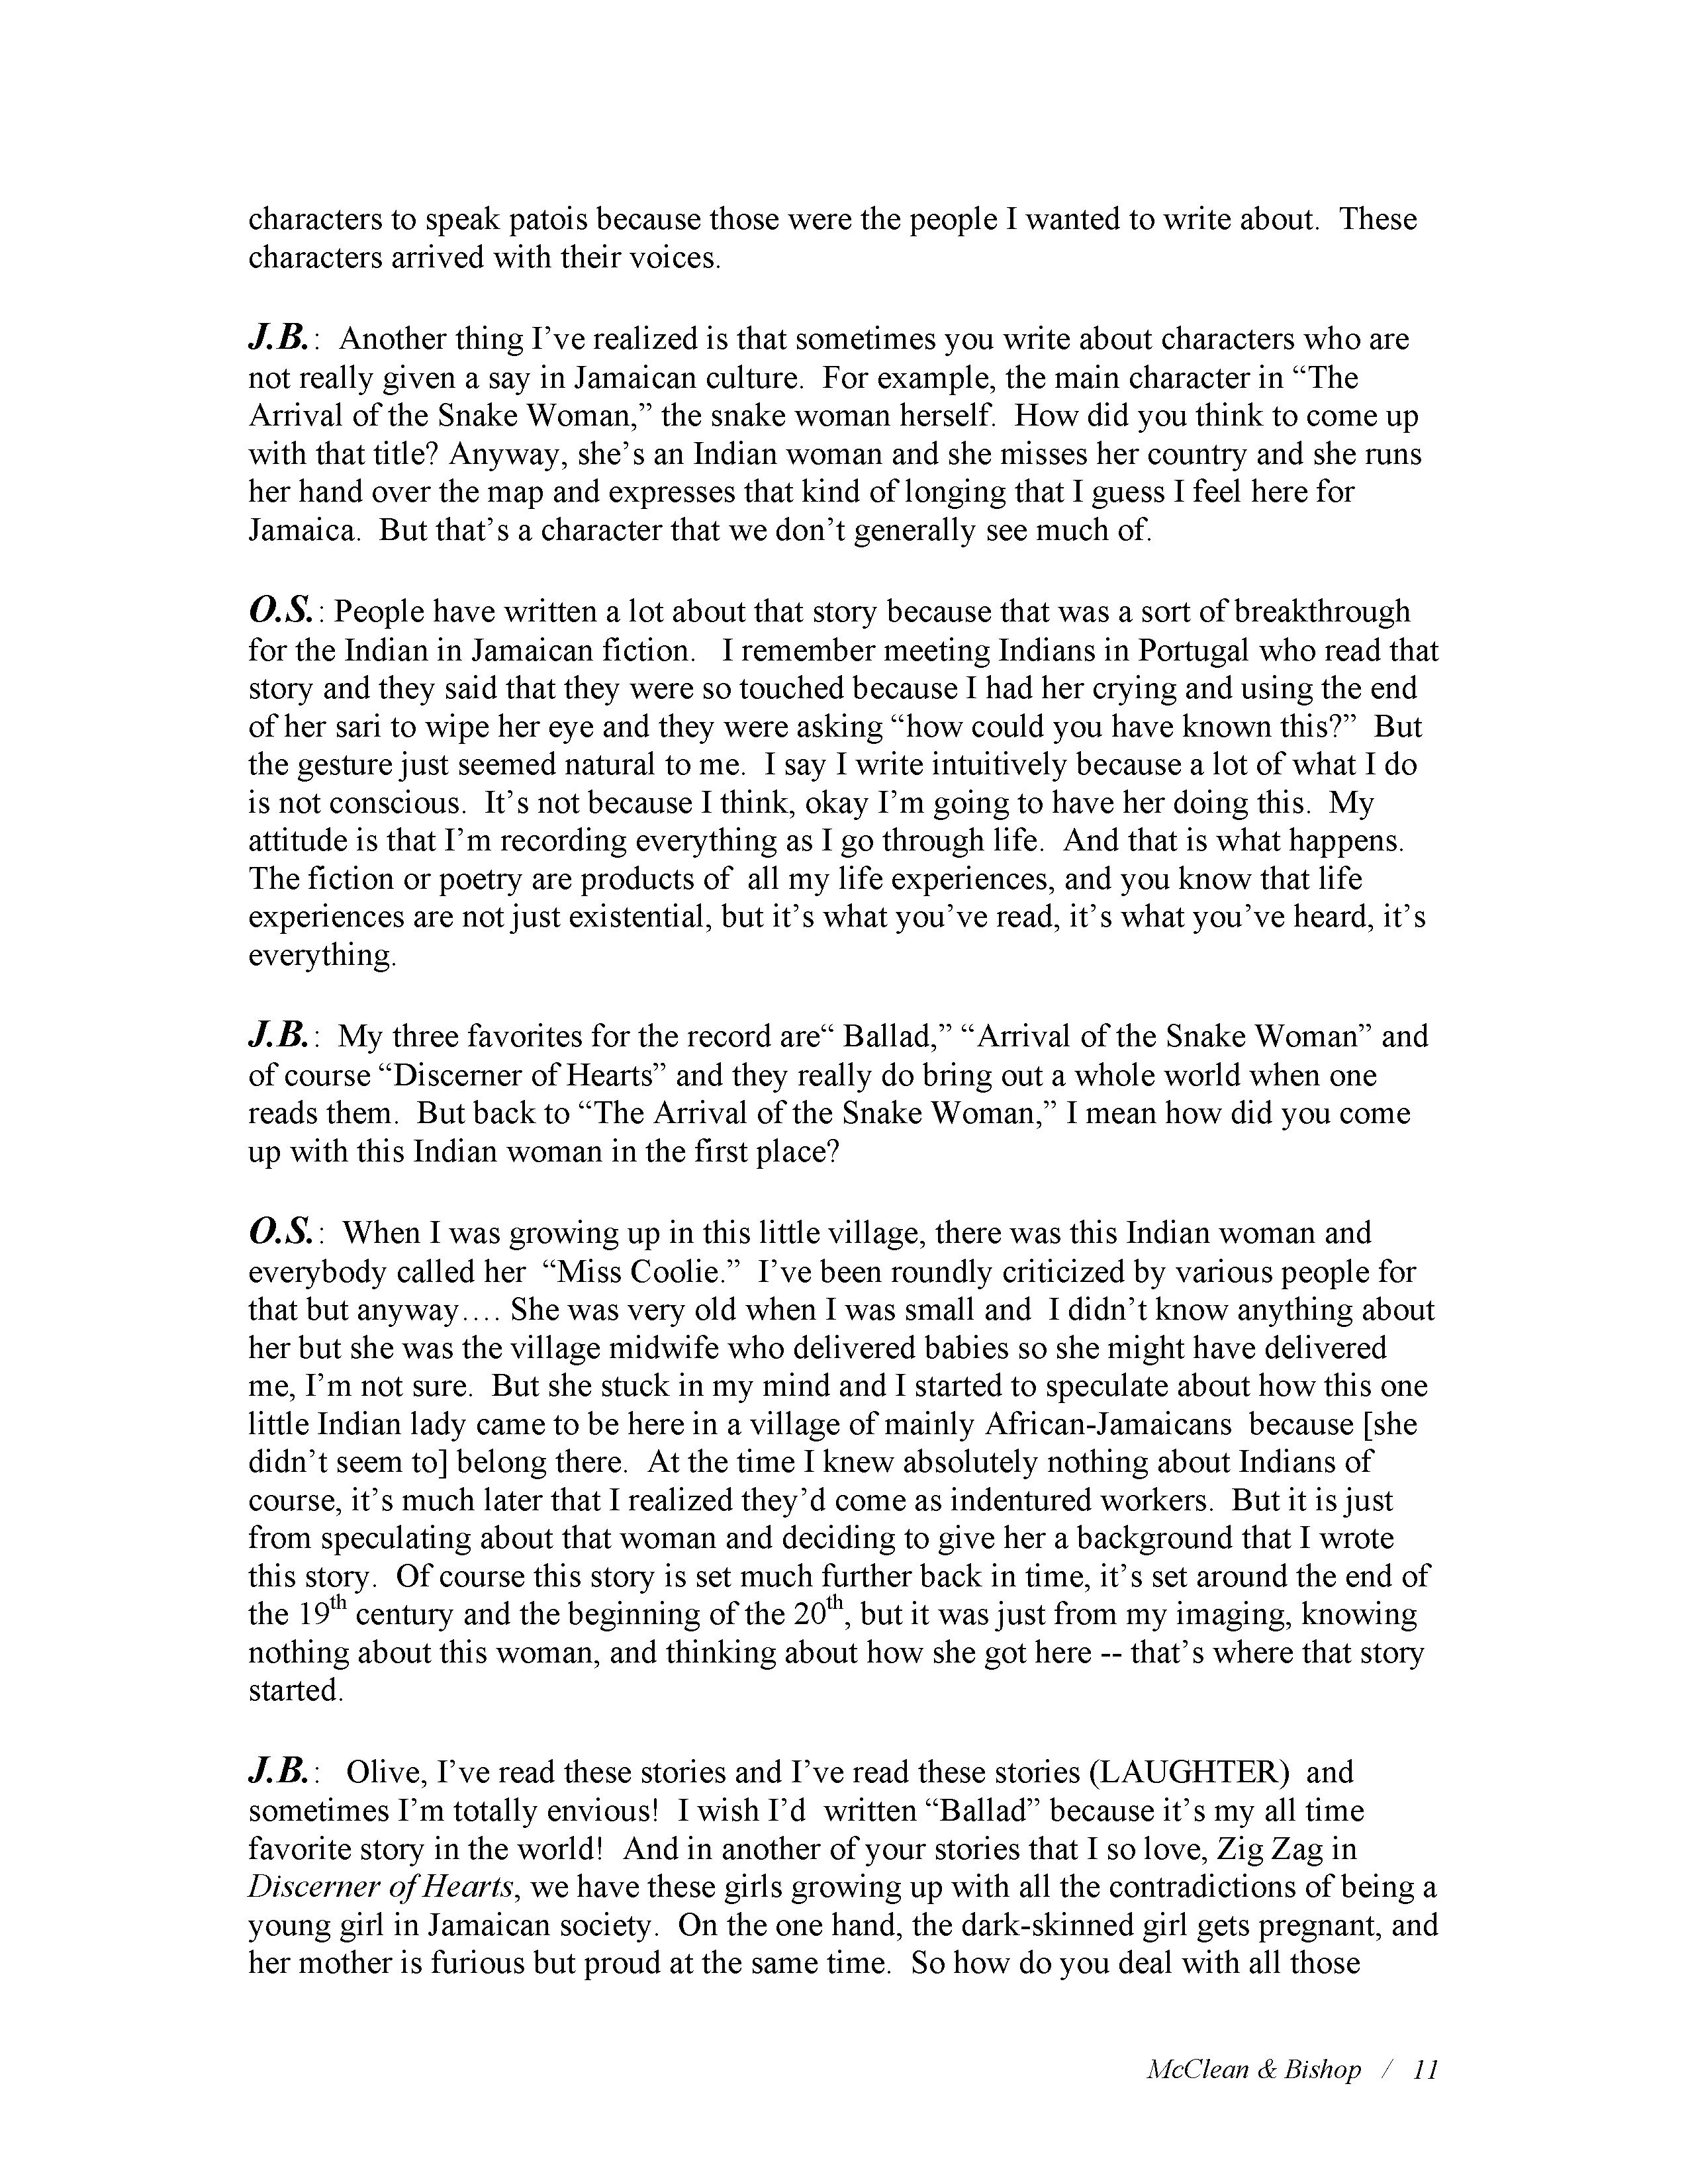 characters to speak patois because those were the people I wanted to write about.  These
characters arrived with their voices.
J.B.:  Another thing I’ve realized is that sometimes you write about characters who are
not really given a say in Jamaican culture.  For example, the main character in “The
Arrival of the Snake Woman,” the snake woman herself.  How did you think to come up
with that title? Anyway, she’s an Indian woman and she misses her country and she runs
her hand over the map and expresses that kind of longing that I guess I feel here for
Jamaica.  But that’s a character that we don’t generally see much of.
O.S.: People have written a lot about that story because that was a sort of breakthrough
for the Indian in Jamaican fiction.   I remember meeting Indians in Portugal who read that
story and they said that they were so touched because I had her crying and using the end
of her sari to wipe her eye and they were asking “how could you have known this?”  But
the gesture just seemed natural to me.  I say I write intuitively because a lot of what I do
is not conscious.  It’s not because I think, okay I’m going to have her doing this.  My
attitude is that I’m recording everything as I go through life.  And that is what happens.
The fiction or poetry are products of  all my life experiences, and you know that life
experiences are not just existential, but it’s what you’ve read, it’s what you’ve heard, it’s
everything.
J.B.:  My three favorites for the record are“ Ballad,” “Arrival of the Snake Woman” and
of course “Discerner of Hearts” and they really do bring out a whole world when one
reads them.  But back to “The Arrival of the Snake Woman,” I mean how did you come
up with this Indian woman in the first place?
O.S.:  When I was growing up in this little village, there was this Indian woman and
everybody called her  “Miss Coolie.”  I’ve been roundly criticized by various people for
that but anyway…. She was very old when I was small and  I didn’t know anything about
her but she was the village midwife who delivered babies so she might have delivered
me, I’m not sure.  But she stuck in my mind and I started to speculate about how this one
little Indian lady came to be here in a village of mainly African-Jamaicans  because [she
didn’t seem to] belong there.  At the time I knew absolutely nothing about Indians of
course, it’s much later that I realized they’d come as indentured workers.  But it is just
from speculating about that woman and deciding to give her a background that I wrote
this story.  Of course this story is set much further back in time, it’s set around the end of
the 19th century and the beginning of the 20th, but it was just from my imaging, knowing
nothing about this woman, and thinking about how she got here -- that’s where that story
started.
J.B.:   Olive, I’ve read these stories and I’ve read these stories (LAUGHTER)  and
sometimes I’m totally envious!  I wish I’d  written “Ballad” because it’s my all time
favorite story in the world!  And in another of your stories that I so love, Zig Zag in
Discerner of Hearts, we have these girls growing up with all the contradictions of being a
young girl in Jamaican society.  On the one hand, the dark-skinned girl gets pregnant, and
her mother is furious but proud at the same time.  So how do you deal with all those
McClean & Bishop  /  11